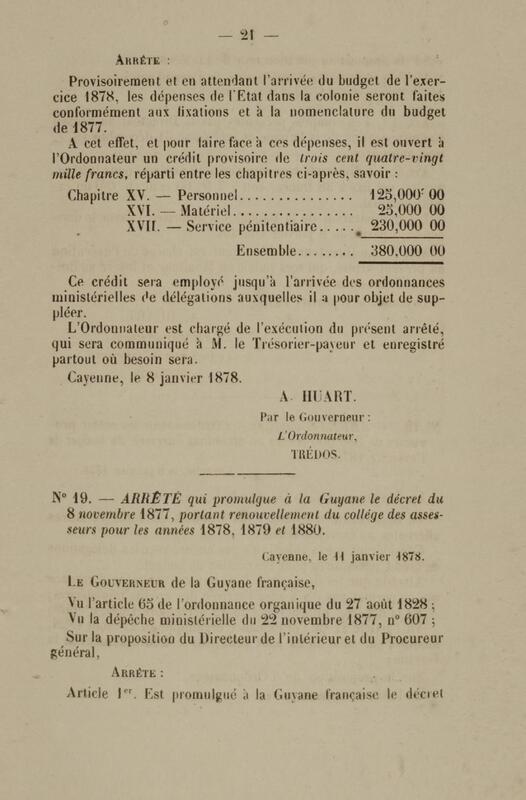 — 21 —
ARRÊTE :
Provisoirement et en attendant l'arrivée du budget de l'exer-
cice 1878, les dépenses de l'Etat dans la colonie seront faites
conformément aux fixations et à la nomenclature du budget
de 1877.
A cet effet, et pour faire face à ces dépenses, il est ouvert à
l'Ordonnateur un crédit provisoire de trois cent quatre-vingt
mille francs, réparti entre les chapitres ci-après, savoir :
Chapitre XV. — Personnel................ 125,000f 00
XVI. — Matériel................. 25,000 00
XVII. — Service pénitentiaire..... 230,000 00
Ensemble........ 380,000 00
Ce crédit sera employé jusqu'à l'arrivée des ordonnances
ministérielles de délégations auxquelles il a pour objet de sup-
pléer.
L'Ordonnateur est chargé de l'exécution du présent arrêté,
qui sera communiqué à M. le Trésorier-payeur et enregistré
partout où besoin sera.
Cayenne, le 8 janvier 1878.
A. HUART.
Par le Gouverneur :
L'Ordonnateur,
TRÉDOS.
N° 19. — ARRÊTÉ qui promulgue à la Guyane le décret du
8 novembre 1877, portant renouvellement du collége des asses-
seurs pour les années 1878, 1879 et 1880.
Cayenne, le 11 janvier 1878.
LE GOUVERNEUR de la Guyane française,
Vu l'article 65 de l'ordonnance organique du 27 août 1828 ;
Vu la dépêche ministérielle du 22 novembre 1877, n° 607 ;
Sur la proposition du Directeur de l'intérieur et du Procureur
général,
ARRÊTE :
Article 1er. Est promulgué à la Guyane française le décret